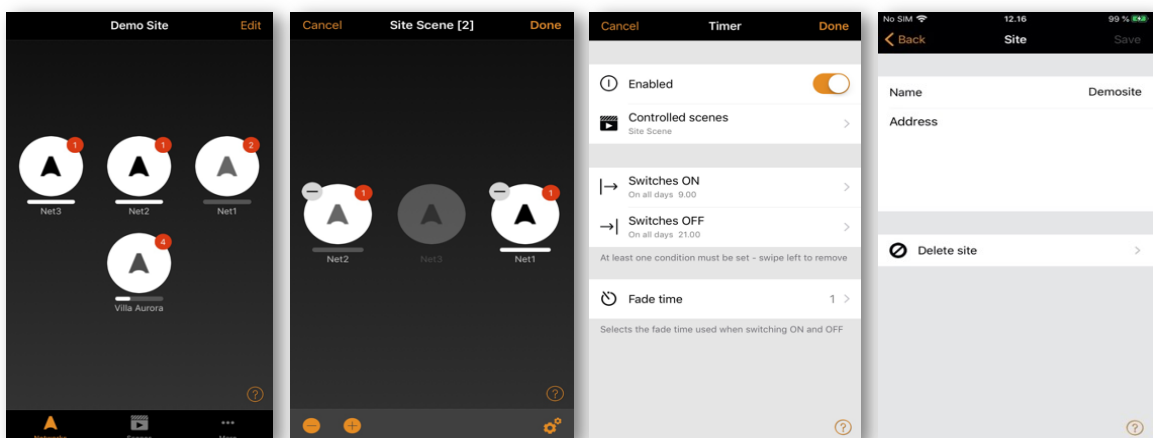 Demo Site
Edit
1
1
2
Net3
Net2
Net1
4
Villa Aurora
?
Networks
Scenes
More
Cancel
Site Scene [2]
Done
1
1
Net2
Net3
Net1
?
Cancel
Timer
Done
Enabled
Controlled scenes
Site Scene
Switches ON
On all days 9.00
Switches OFF
On all days 21.00
At least one condition must be set - swipe left to remove
Fade time
1
Selects the fade time used when switching ON and OFF
?
No SIM
12.16
99 %
Back
Site
Save
Name
Demosite
Address
Delete site
?